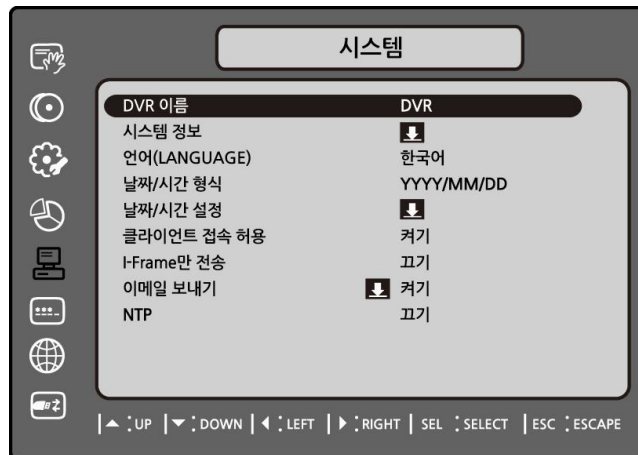 시스템
DVR 이름 DVR
시스템 정보
언어(LANGUAGE) 한국어
날짜/시간 형식 YYYY/MM/DD
날짜/시간 설정
클라이언트 접속 허용 켜기
I-Frame만 전송 끄기
이메일 보내기 켜기
NTP 끄기
▲ : UP | ▼ : DOWN | ◀ : LEFT | ▶ : RIGHT | SEL : SELECT | ESC : ESCAPE